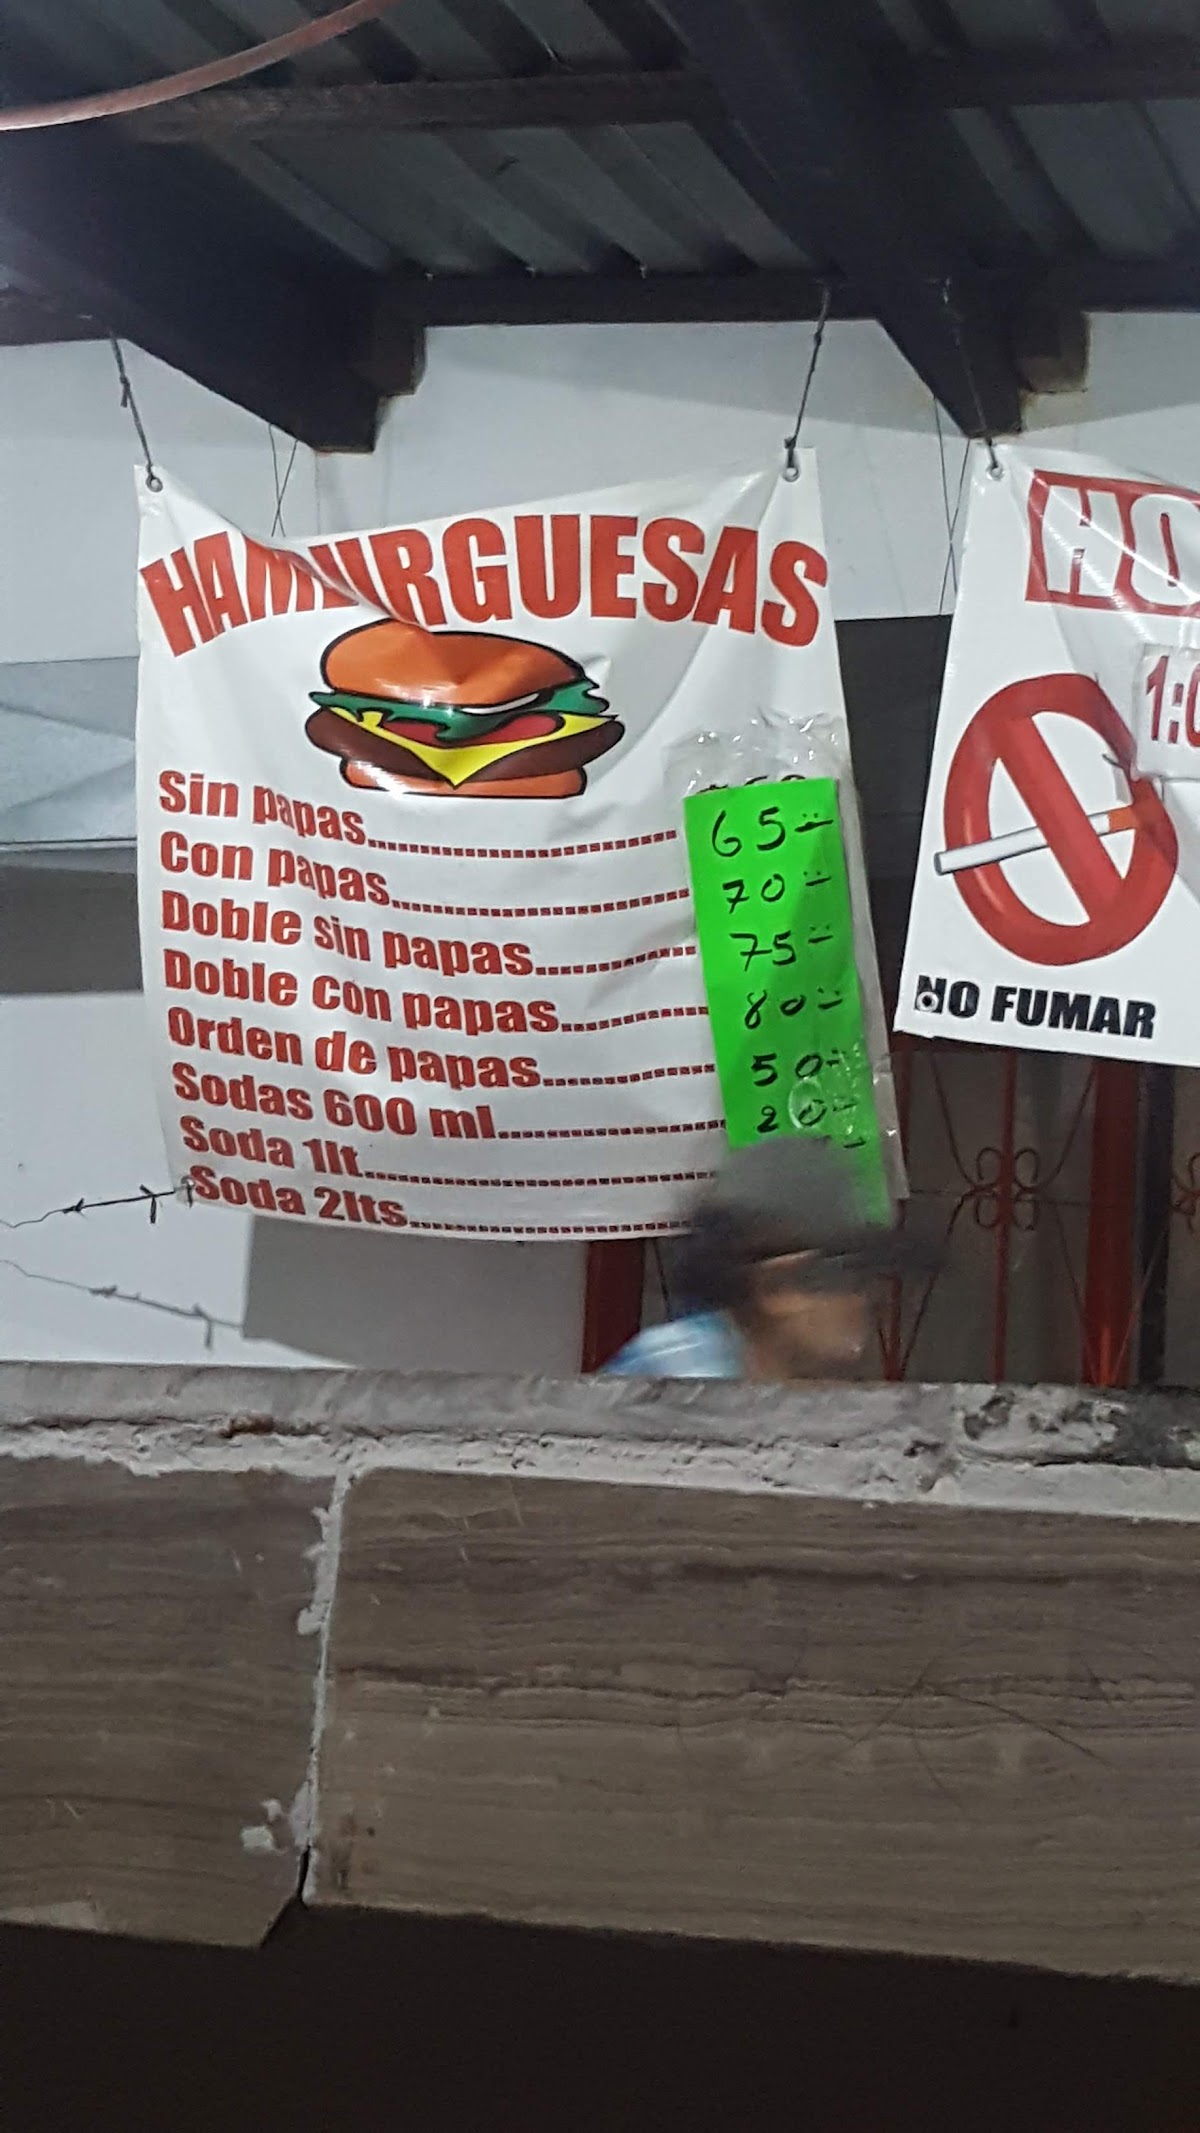 HAMBURGUESAS
Sin papas........ 65=
Con papas........ 70=
Doble sin papas........ 75=
Doble con papas........ 80=
Orden de papas........ 50=
Sodas 600 ml........ 20=
Soda 1lt........
Soda 2lts........
NO FUMAR